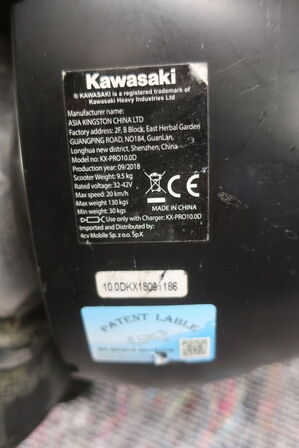 Kawasaki
® KAWASAKI is a registered trademark of
Kawasaki Heavy Industries Ltd
Manufacturer name:
ASIA KINGSTON CHINA LTD
Factory address: 2F, B Block, East Herbal Garden
GUANGPING ROAD, NO184, GuanLan,
Longhua new district, Shenzhen, China
Model No: KX-PRO10.0D
Production year: 09/2018
Scooter Weight: 9.5 kg
Rated voltage: 32-42V
Max speed: 20 km/h
Max weight: 130 kgs
Min weight: 30 kgs
Use only with Charger: KX-PRO10.0D
Imported and Distributed by:
4cv Mobile Sp. z o.o. Sp.K
CE
MADE IN P.R.C
10.0DKX18091186
PATENT LABLE